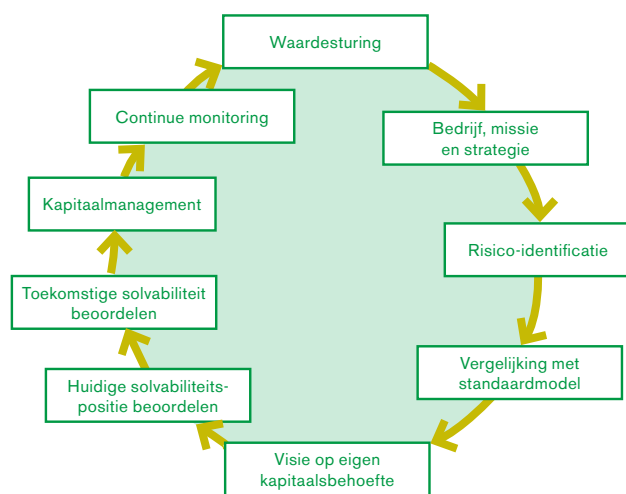 Waardesturing
Bedrijf, missie
en strategie
Risico-identificatie
Vergelijking met
standaardmodel
Visie op eigen
kapitaalsbehoefte
Huidige solvabiliteits-
positie beoordelen
Toekomstige solvabiliteit
beoordelen
Kapitaalmanagement
Continue monitoring